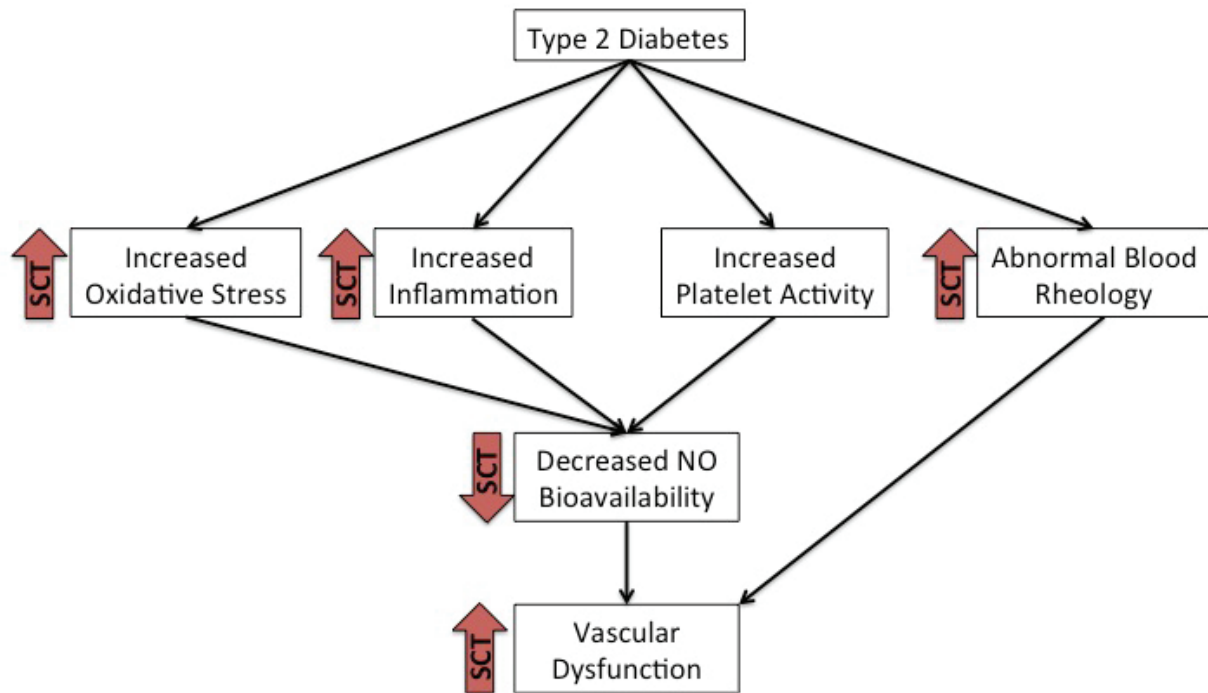 Type 2 Diabetes
SCT
Increased
Oxidative Stress
SCT
Increased
Inflammation
Increased
Platelet Activity
SCT
Abnormal Blood
Rheology
SCT
Decreased NO
Bioavailability
SCT
Vascular
Dysfunction